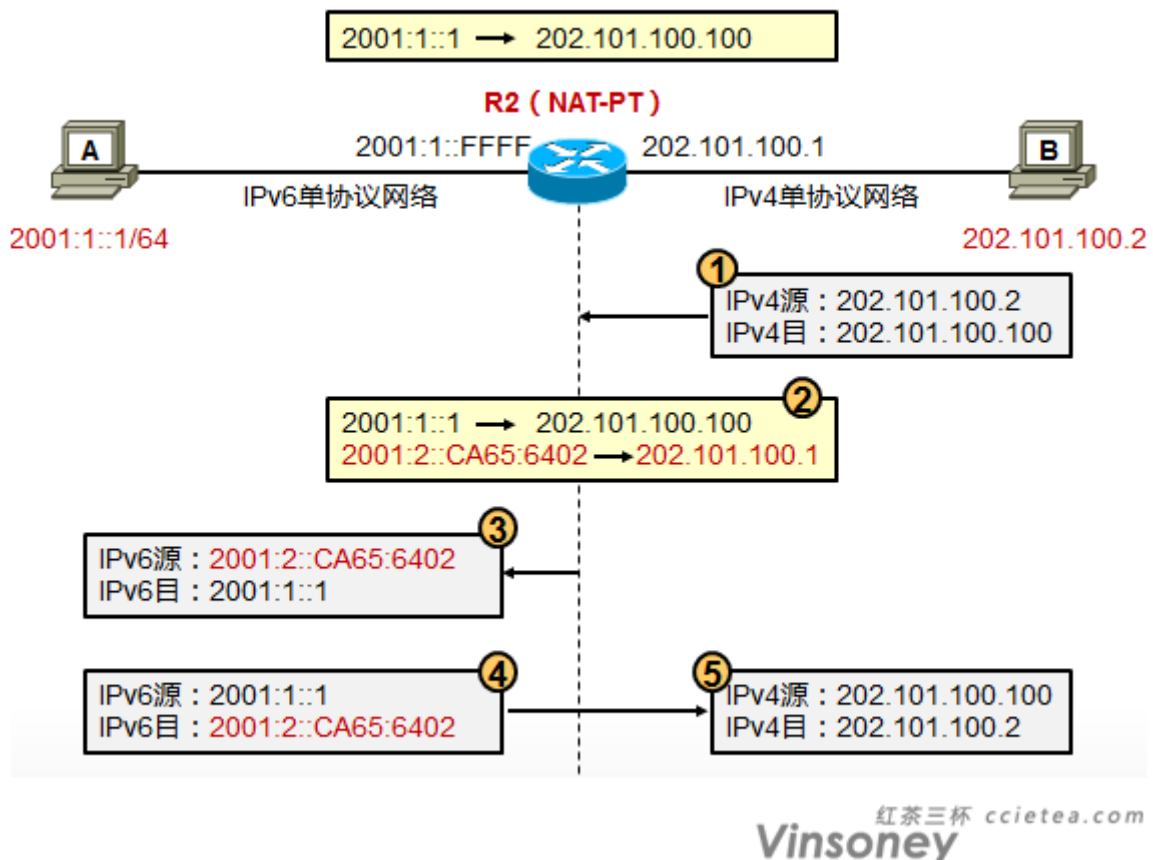 2001:1::1 → 202.101.100.100
R2（NAT-PT）
A
2001:1::FFFF
202.101.100.1
B
IPv6单协议网络
IPv4单协议网络
2001:1::1/64
202.101.100.2
1
IPv4源：202.101.100.2
IPv4目：202.101.100.100
2
2001:1::1 → 202.101.100.100
2001:2::CA65:6402 → 202.101.100.1
3
IPv6源：2001:2::CA65:6402
IPv6目：2001:1::1
4
IPv6源：2001:1::1
IPv6目：2001:2::CA65:6402
5
IPv4源：202.101.100.100
IPv4目：202.101.100.2
红茶三杯 ccietea.com
Vinsoney